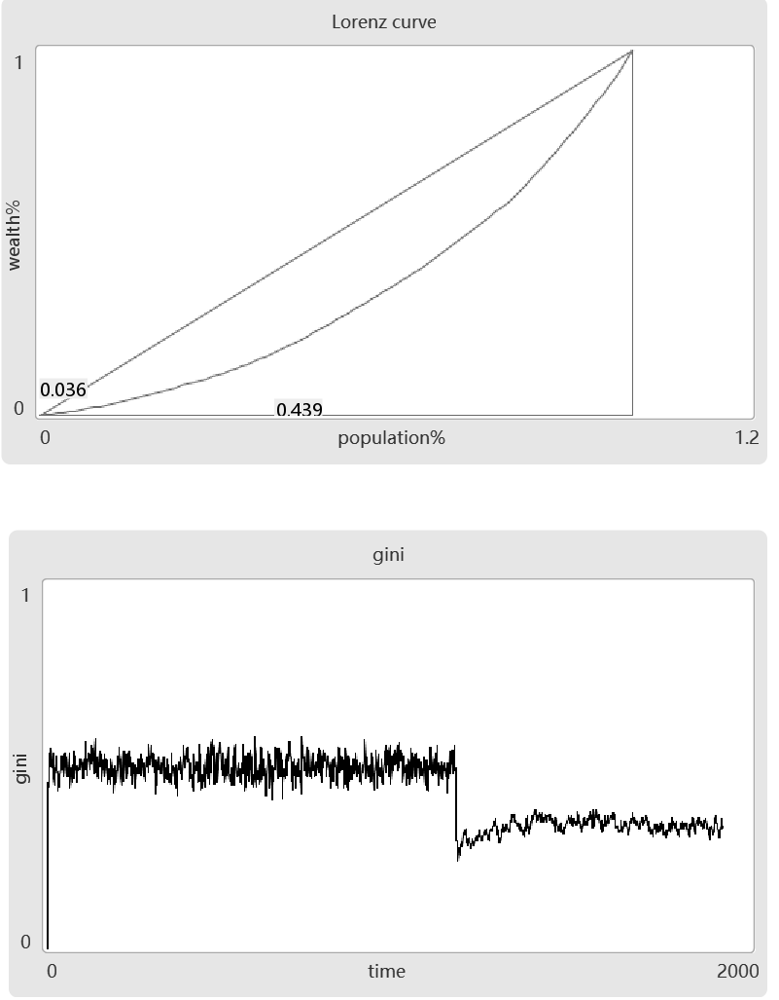 Lorenz curve
1
wealth%
0.036
0
0.439
0
population%
1.2
gini
1
gini
0
0
time
2000